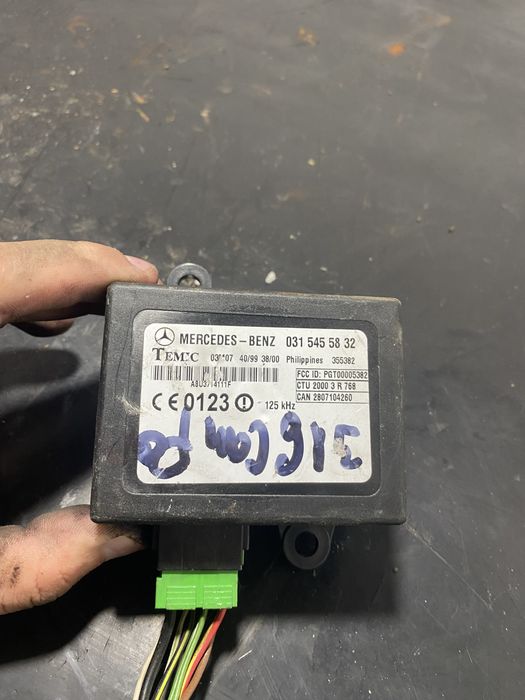 MERCEDES-BENZ 031 545 58 32
TEMIC 40/99 38/00 Philippines 355382
FCC ID: PGT00005382
CTU 2000 3 R 768
CAN 2807104260
CE0123 125 kHz
316 Com